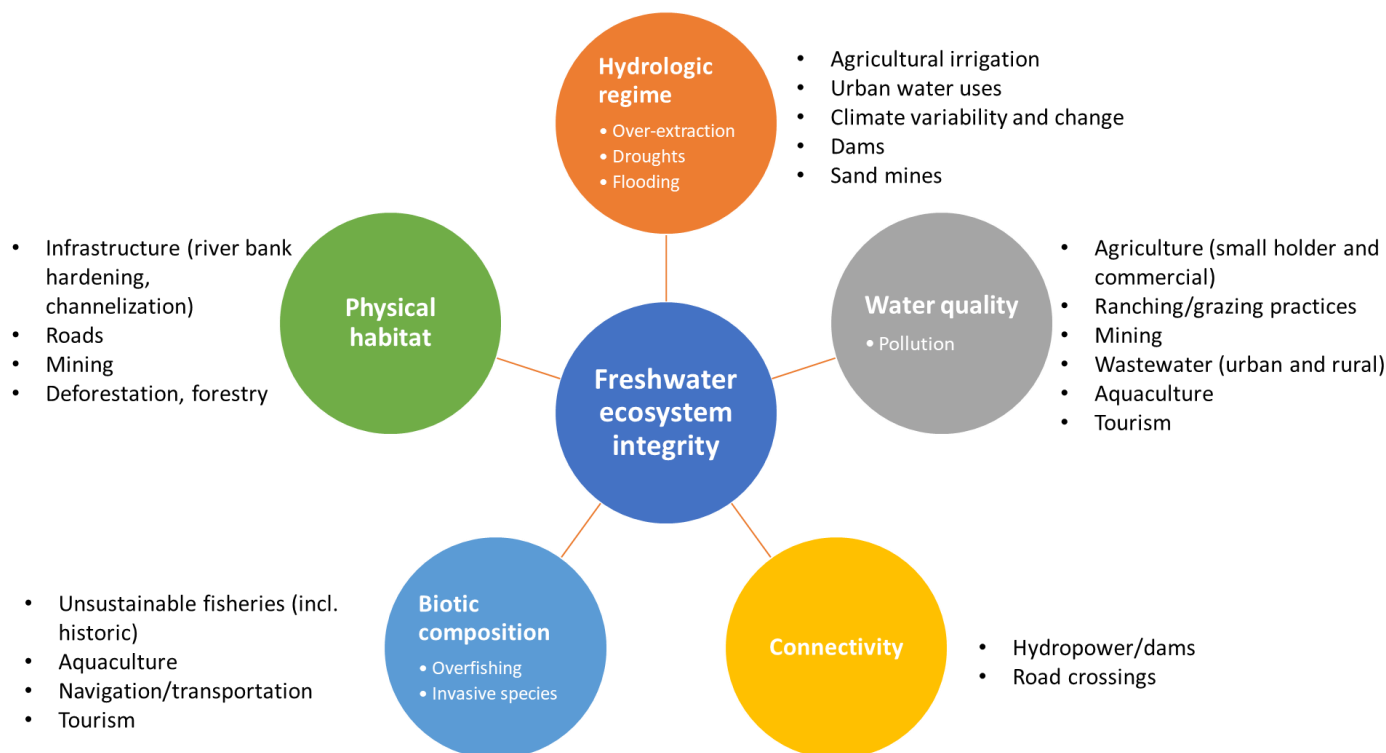 Hydrologic
regime
• Over-extraction
• Droughts
• Flooding
• Agricultural irrigation
• Urban water uses
• Climate variability and change
• Dams
• Sand mines
• Infrastructure (river bank
hardening,
channelization)
• Roads
• Mining
• Deforestation, forestry
Physical
habitat
Water quality
• Pollution
• Agriculture (small holder and
commercial)
• Ranching/grazing practices
• Mining
• Wastewater (urban and rural)
• Aquaculture
• Tourism
Freshwater
ecosystem
integrity
• Unsustainable fisheries (incl.
historic)
• Aquaculture
• Navigation/transportation
• Tourism
Biotic
composition
• Overfishing
• Invasive species
Connectivity
• Hydropower/dams
• Road crossings